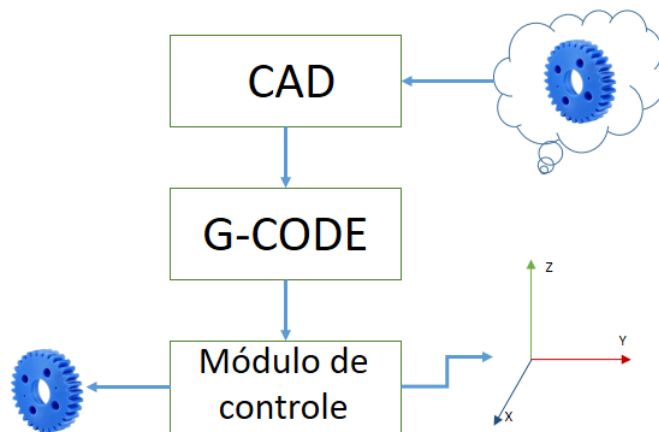 CAD
G-CODE
Z
Y
Módulo de
controle
X